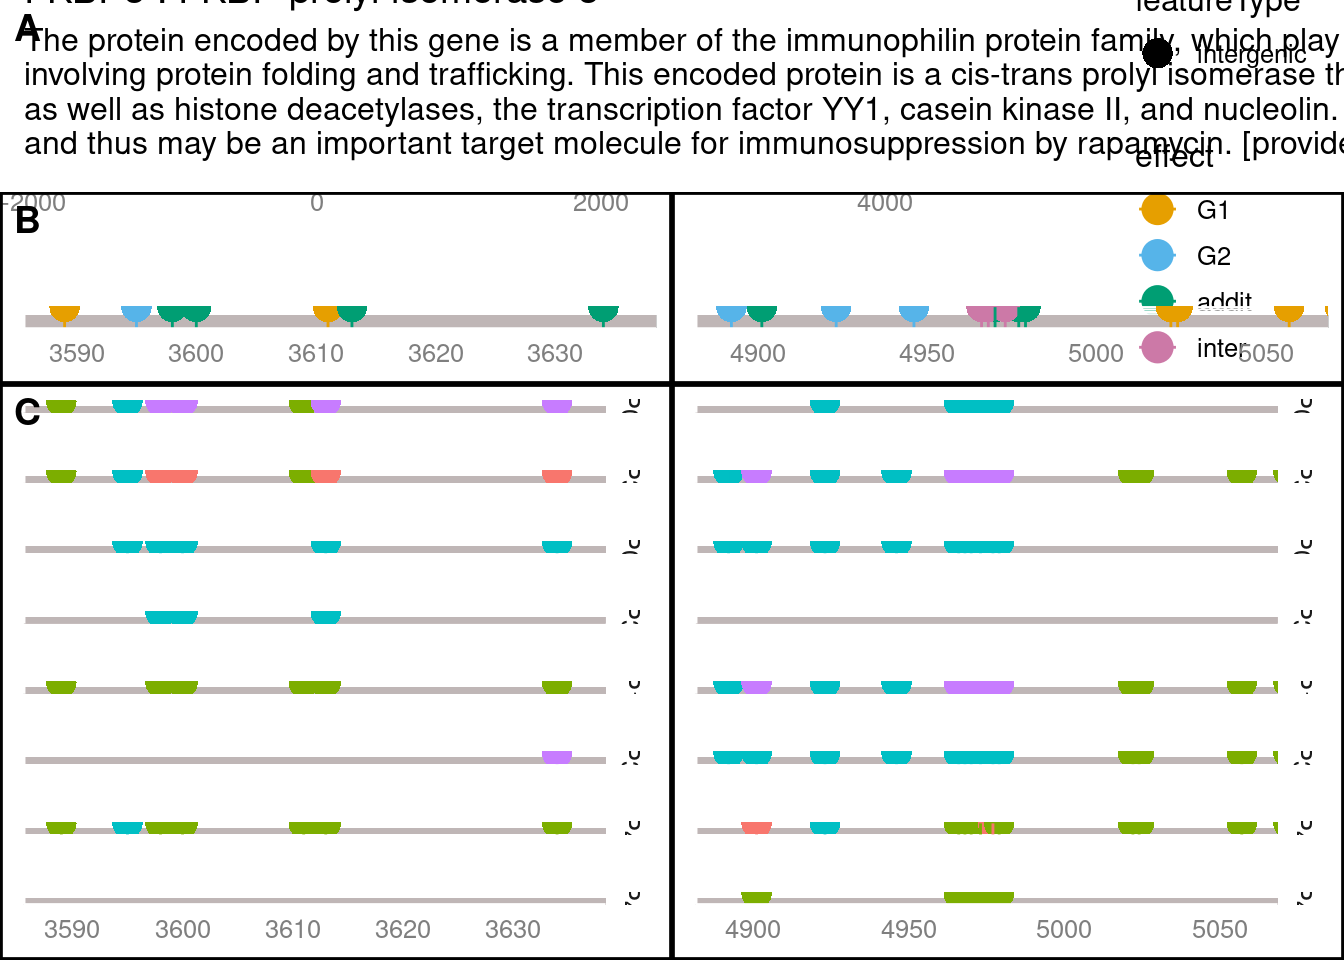 featureType
A
The protein encoded by this gene is a member of the immunophilin protein family, which play
intergenic
involving protein folding and trafficking. This encoded protein is a cis-trans prolyl isomerase th
as well as histone deacetylases, the transcription factor YY1, casein kinase II, and nucleolin.
and thus may be an important target molecule for immunosuppression by rapamycin. [provide
effect
-2000 0 2000 4000
B
G1
G2
addit
3590 3600 3610 3620 3630 4900 4950 5000 5050
inter
C
3590 3600 3610 3620 3630 4900 4950 5000 5050